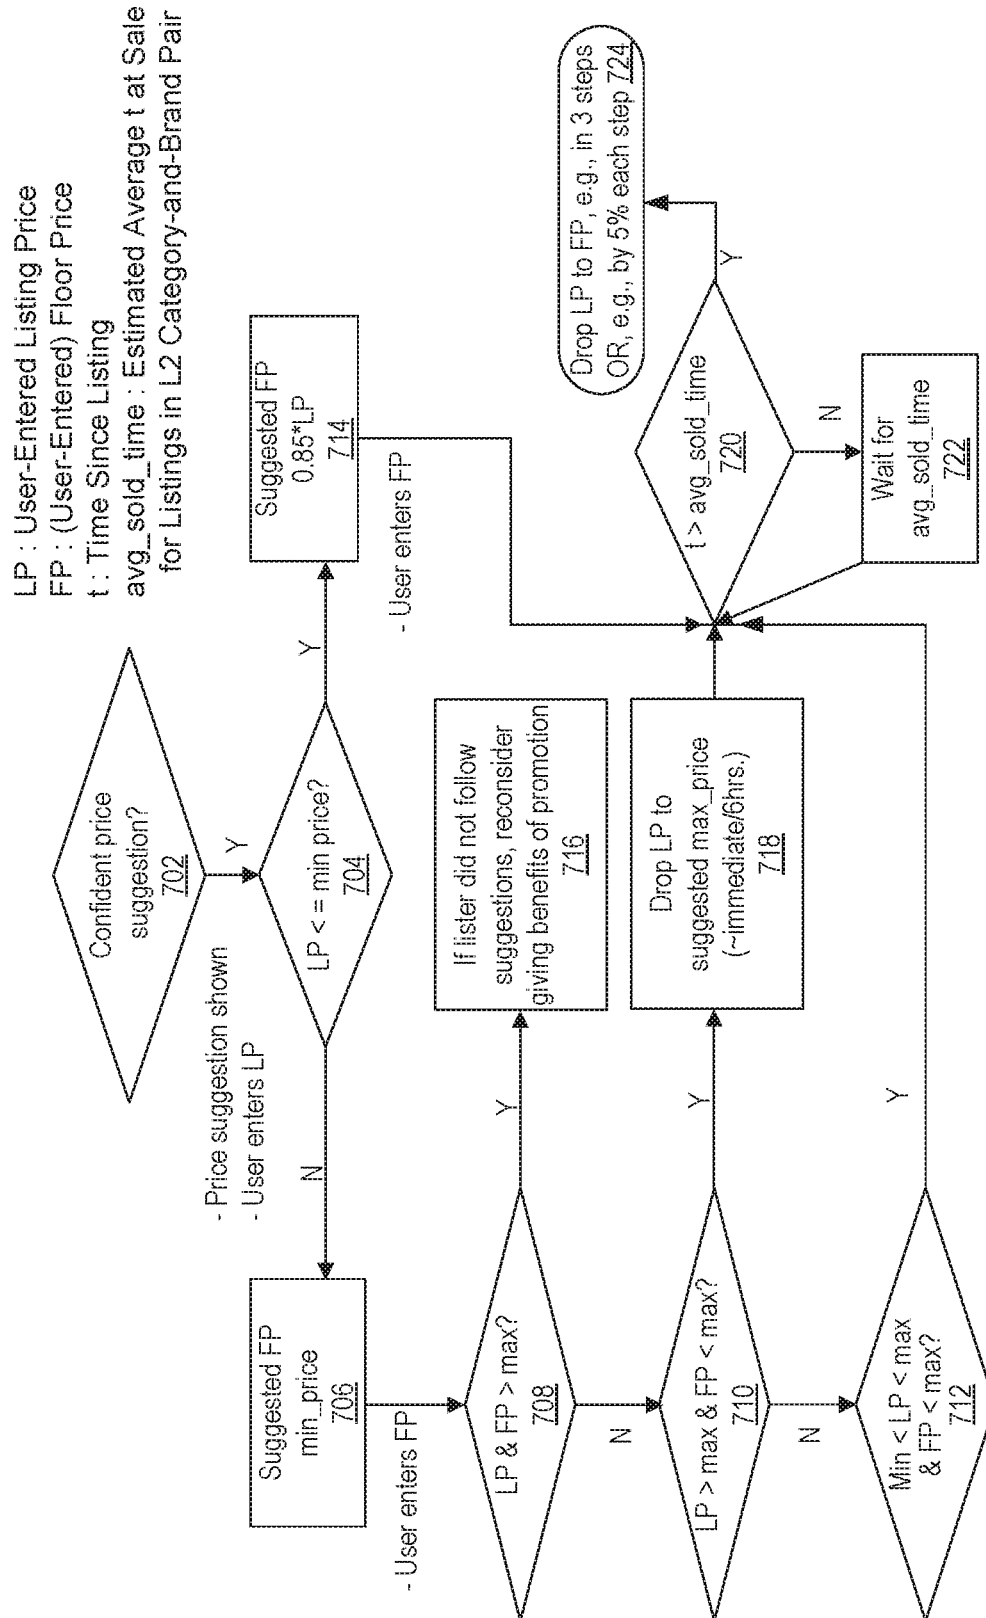 LP : User-Entered Listing Price
FP : (User-Entered) Floor Price
t : Time Since Listing
avg_sold_time : Estimated Average t at Sale
for Listings in L2 Category-and-Brand Pair
Confident price
suggestion?
702
Y
- Price suggestion shown
- User enters LP
LP < = min price?
704
N
Y
Suggested FP
min_price
706
- User enters FP
Suggested FP
0.85*LP
714
- User enters FP
LP & FP > max?
708
Y
N
If lister did not follow
suggestions, reconsider
giving benefits of promotion
716
LP > max & FP < max?
710
Y
N
Drop LP to
suggested max_price
(~immediate/6hrs.)
718
Min < LP < max
& FP < max?
712
Y
t > avg_sold_time
720
Y
N
Drop LP to FP, e.g., in 3 steps
OR, e.g., by 5% each step 724
Wait for
avg_sold_time
722